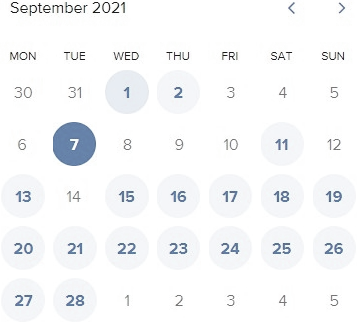 September 2021
MON TUE WED THU FRI SAT SUN
30 31 1 2 3 4 5
6 7 8 9 10 11 12
13 14 15 16 17 18 19
20 21 22 23 24 25 26
27 28 1 2 3 4 5